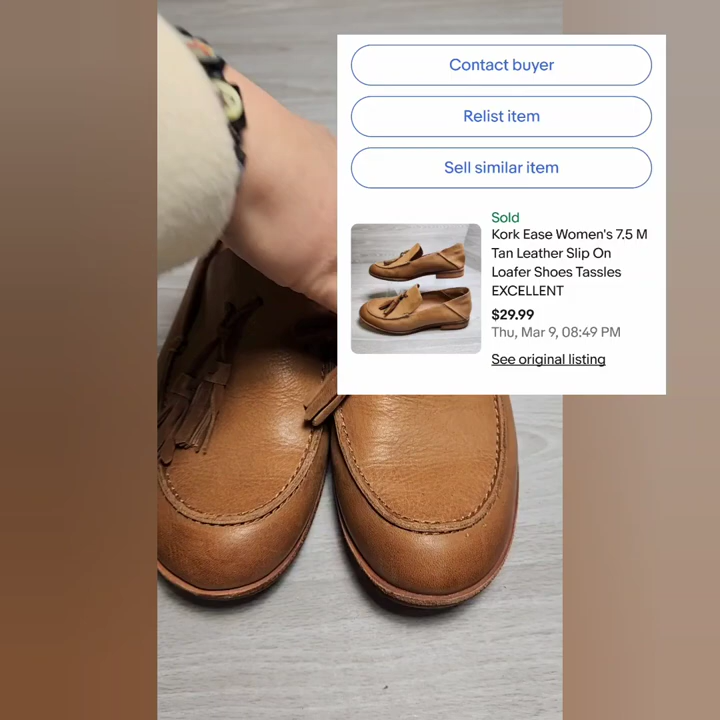 Contact buyer
Relist item
Sell similar item
Sold
Kork Ease Women's 7.5 M
Tan Leather Slip On
Loafer Shoes Tassles
EXCELLENT
$29.99
Thu, Mar 9, 08:49 PM
See original listing